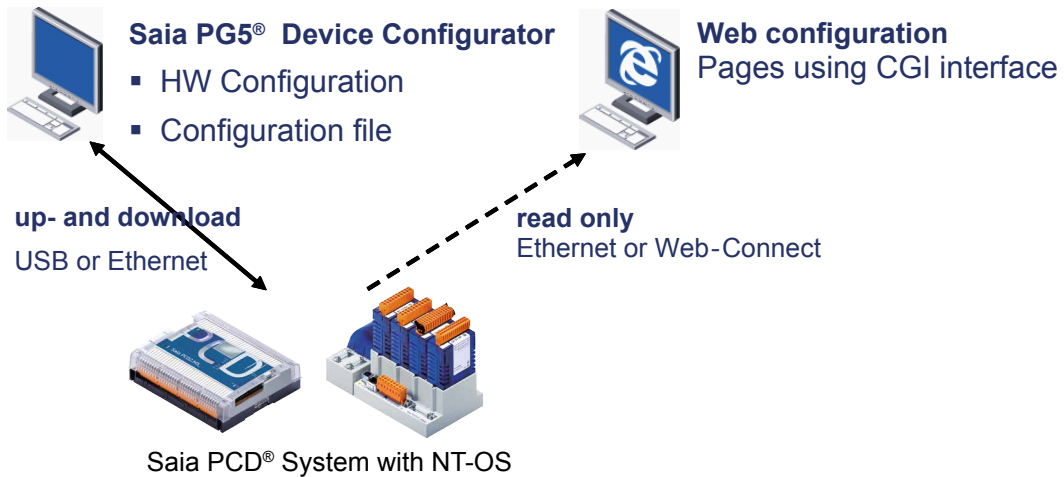 Saia PG5® Device Configurator
▪ HW Configuration
▪ Configuration file
Web configuration
Pages using CGI interface
up- and download
USB or Ethernet
read only
Ethernet or Web-Connect
PCD
Saia PCD® System with NT-OS